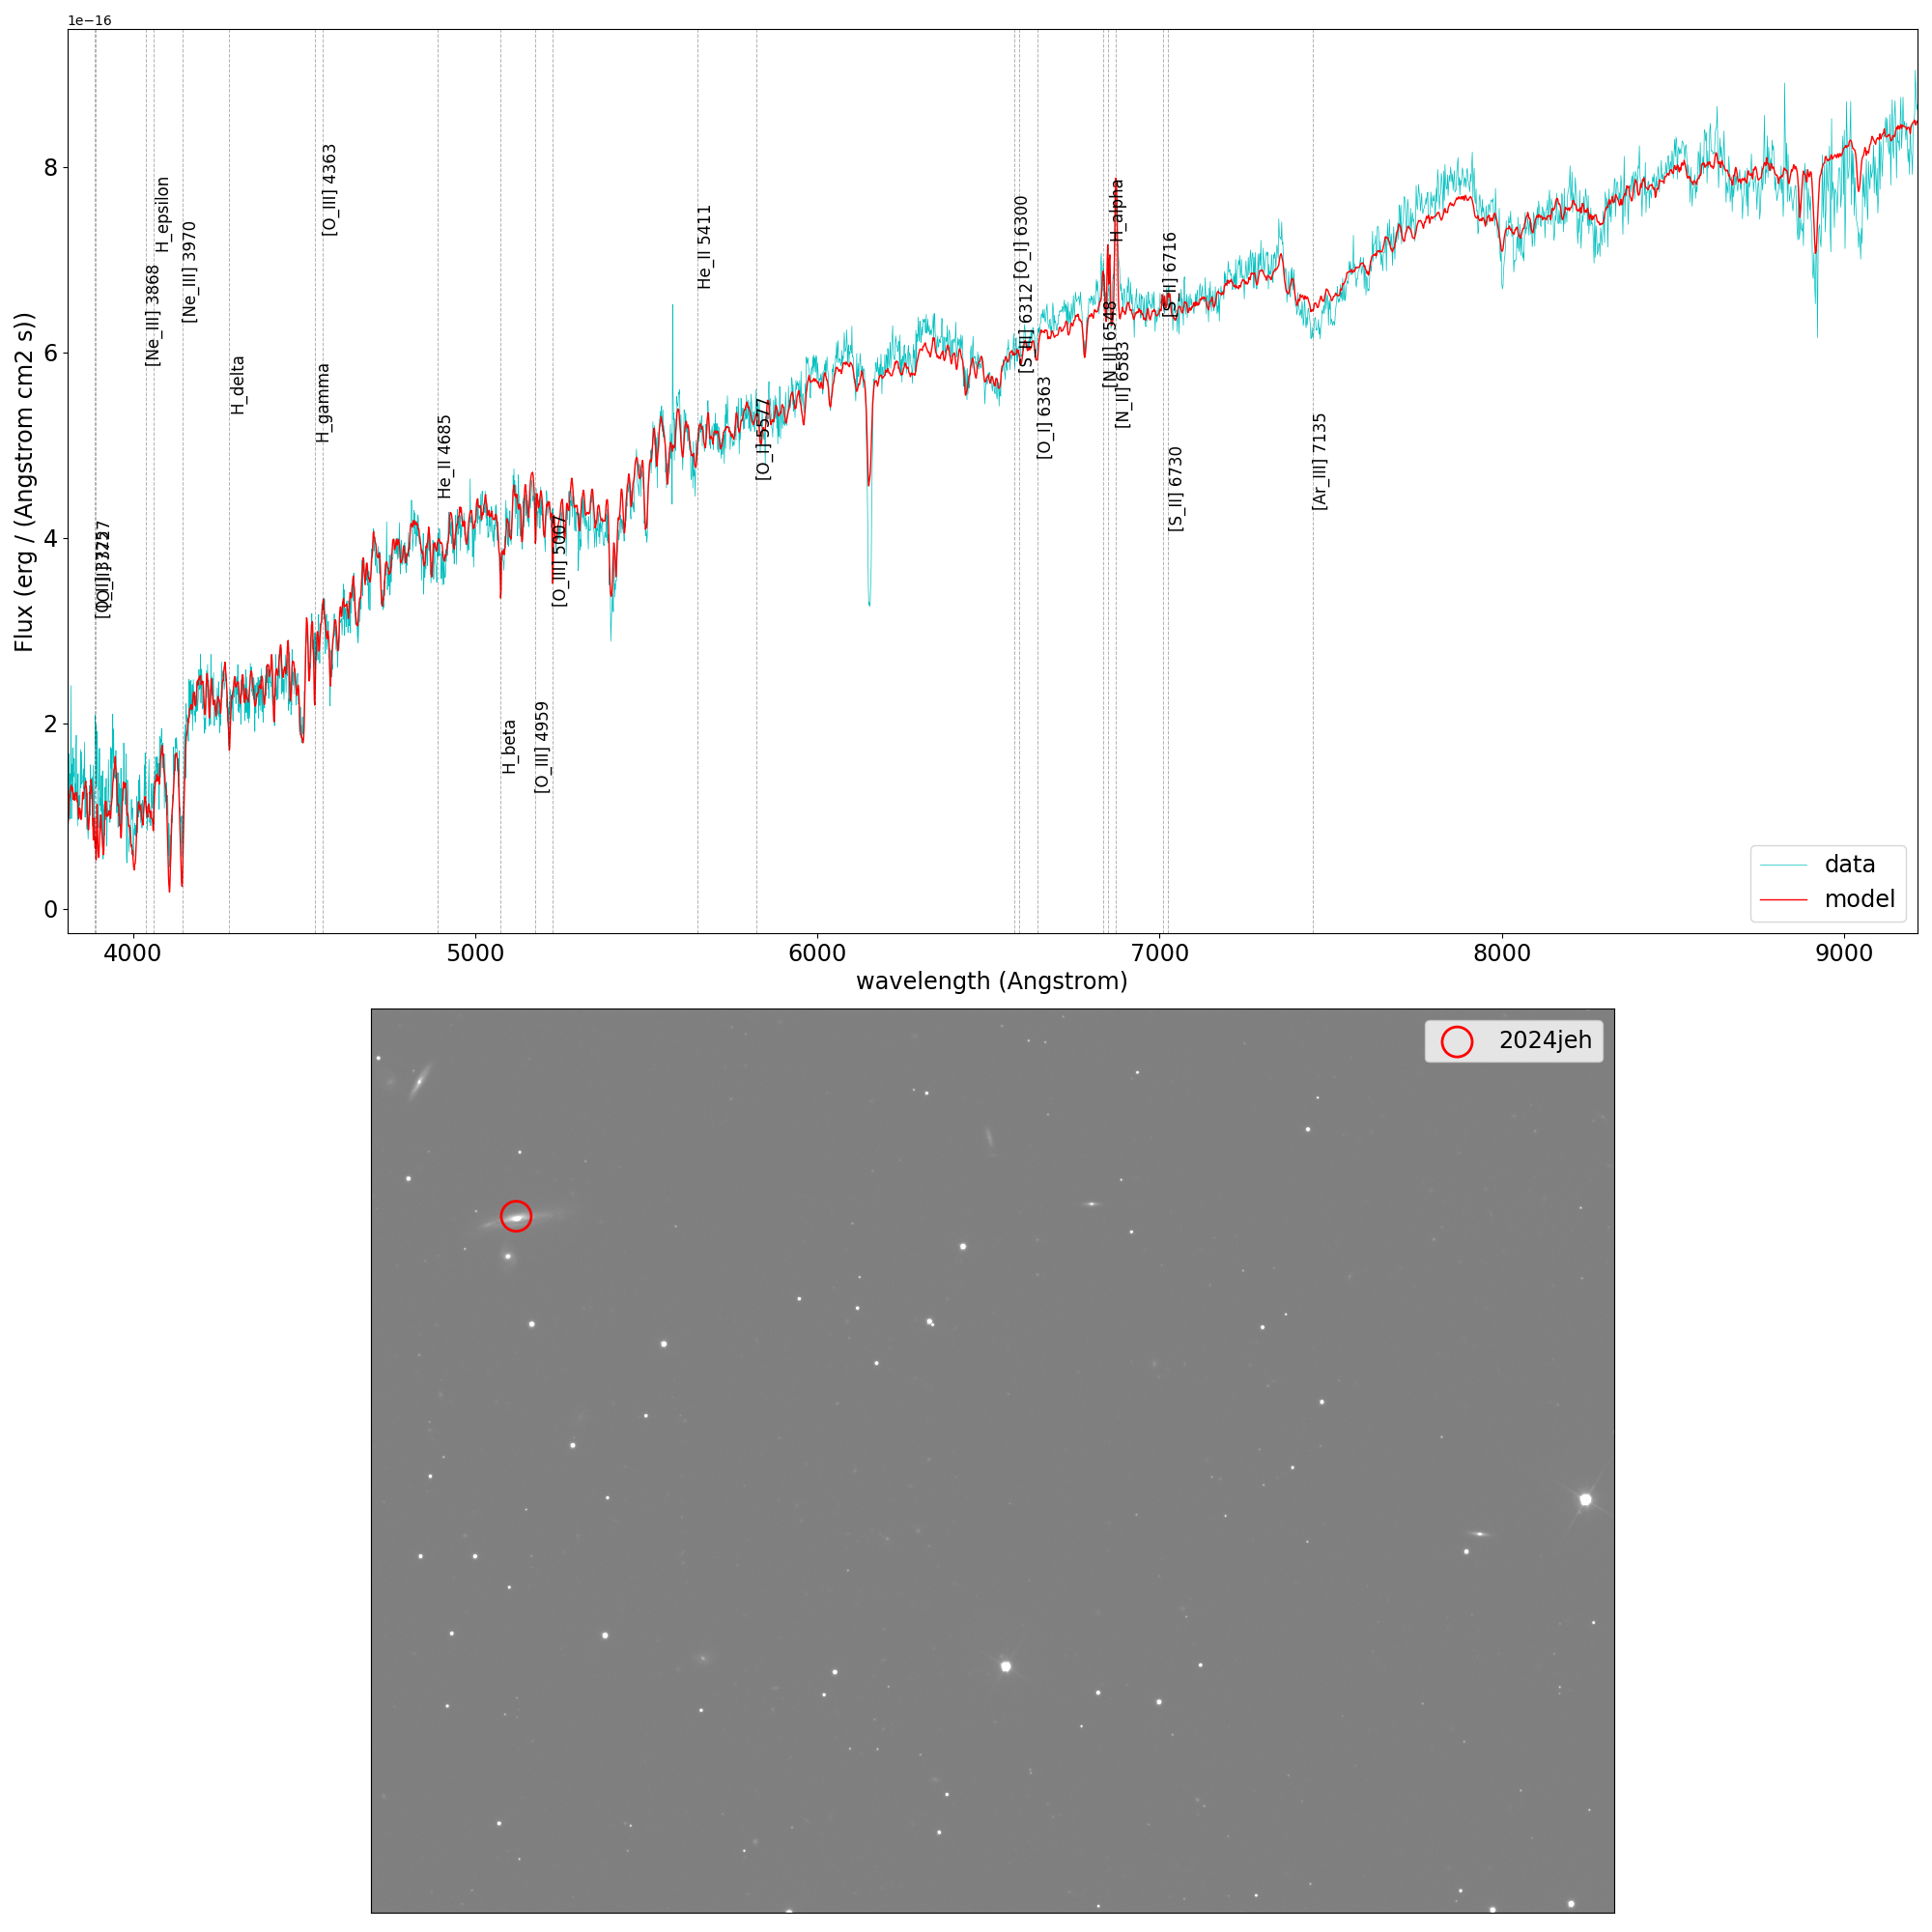 1e−16
8
6
4
2
0
Flux (erg / (Angstrom cm2 s))
[O_II] 3727
[Ne_III] 3868
H_epsilon
[Ne_III] 3970
H_delta
H_gamma
[O_III] 4363
He_II 4685
H_beta
[O_III] 4959
[O_III] 5007
He_II 5411
[O_I] 5577
[O_I] 6300
[S_III] 6312
[O_I] 6363
[N_II] 6548
H_alpha
[N_II] 6583
[S_II] 6716
[S_II] 6730
[Ar_III] 7135
data
model
4000
5000
6000
7000
8000
9000
wavelength (Angstrom)
2024jeh